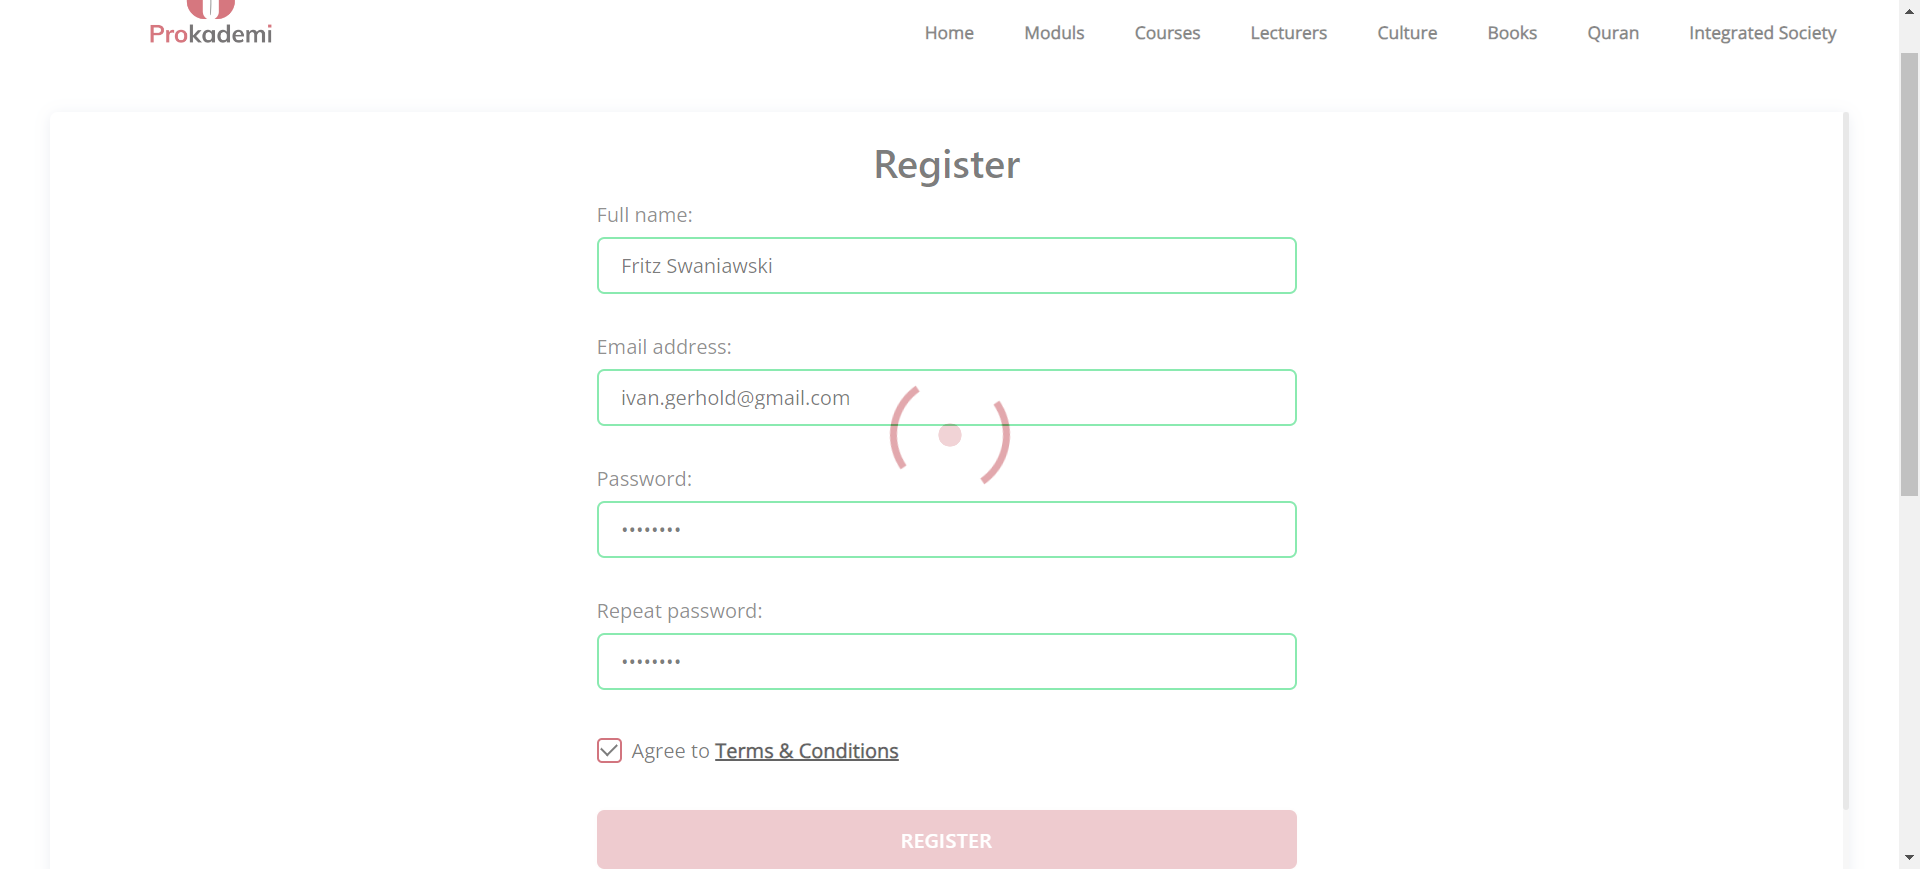 Prokademi
Home Moduls Courses Lecturers Culture Books Quran Integrated Society
Register
Full name:
Fritz Swaniawski
Email address:
ivan.gerhold@gmail.com
Password:
••••••••
Repeat password:
••••••••
Agree to Terms & Conditions
REGISTER